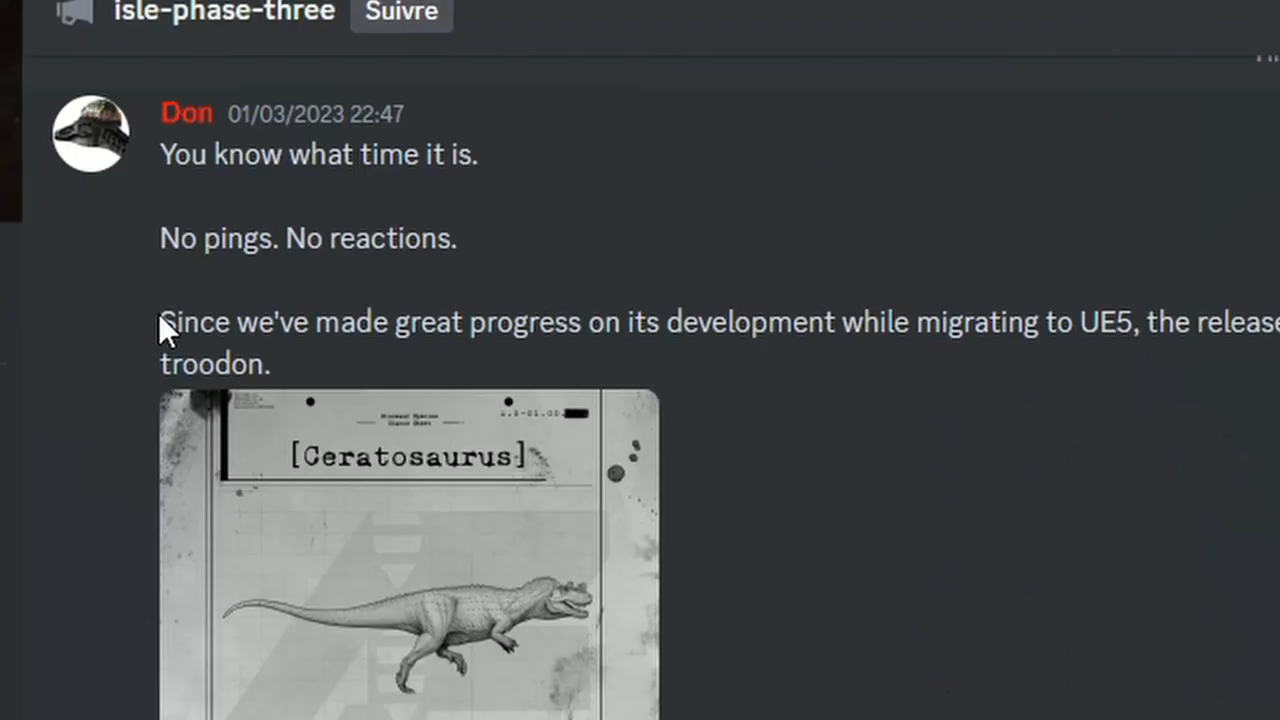 isle-phase-three Suivre
Don 01/03/2023 22:47
You know what time it is.
No pings. No reactions.
Since we've made great progress on its development while migrating to UE5, the release
troodon.
[Ceratosaurus]